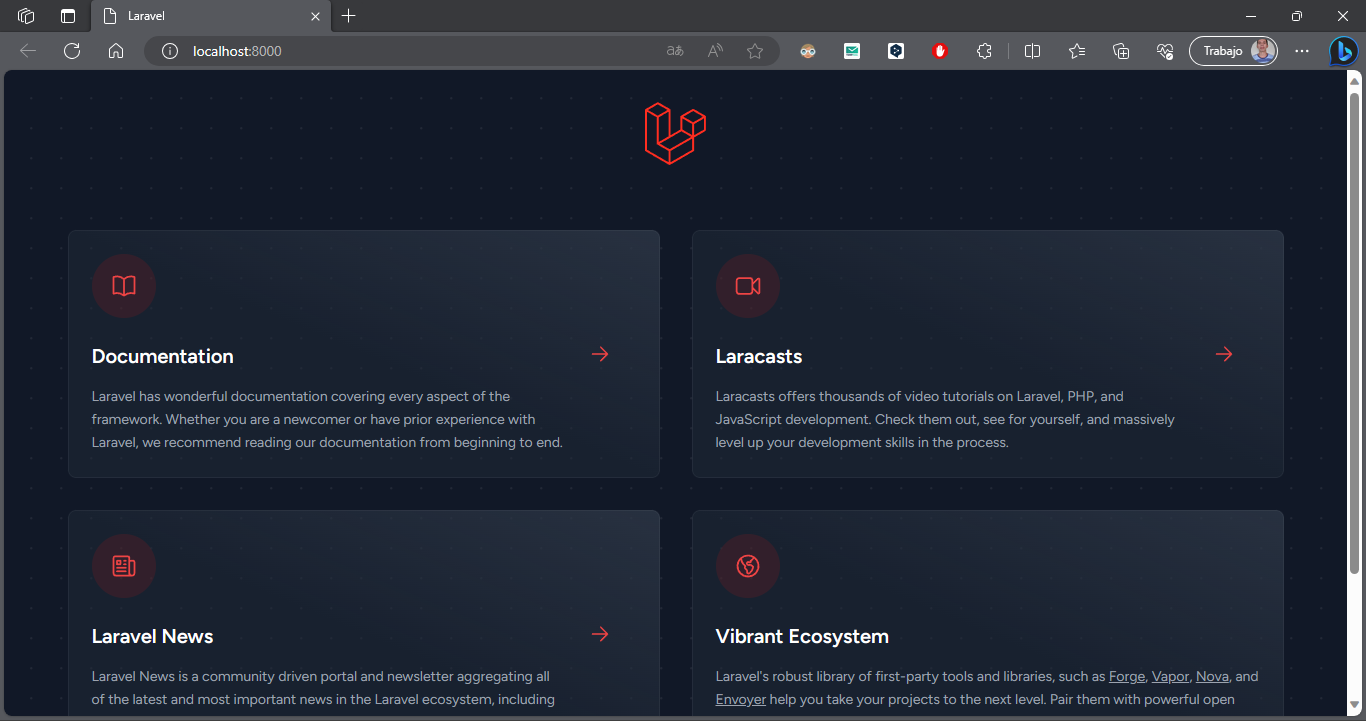 Laravel
localhost:8000
aあ
A
Trabajo
Documentation
Laravel has wonderful documentation covering every aspect of the
framework. Whether you are a newcomer or have prior experience with
Laravel, we recommend reading our documentation from beginning to end.
Laracasts
Laracasts offers thousands of video tutorials on Laravel, PHP, and
JavaScript development. Check them out, see for yourself, and massively
level up your development skills in the process.
Laravel News
Laravel News is a community driven portal and newsletter aggregating all
of the latest and most important news in the Laravel ecosystem, including
Vibrant Ecosystem
Laravel's robust library of first-party tools and libraries, such as Forge, Vapor, Nova, and
Envoyer help you take your projects to the next level. Pair them with powerful open